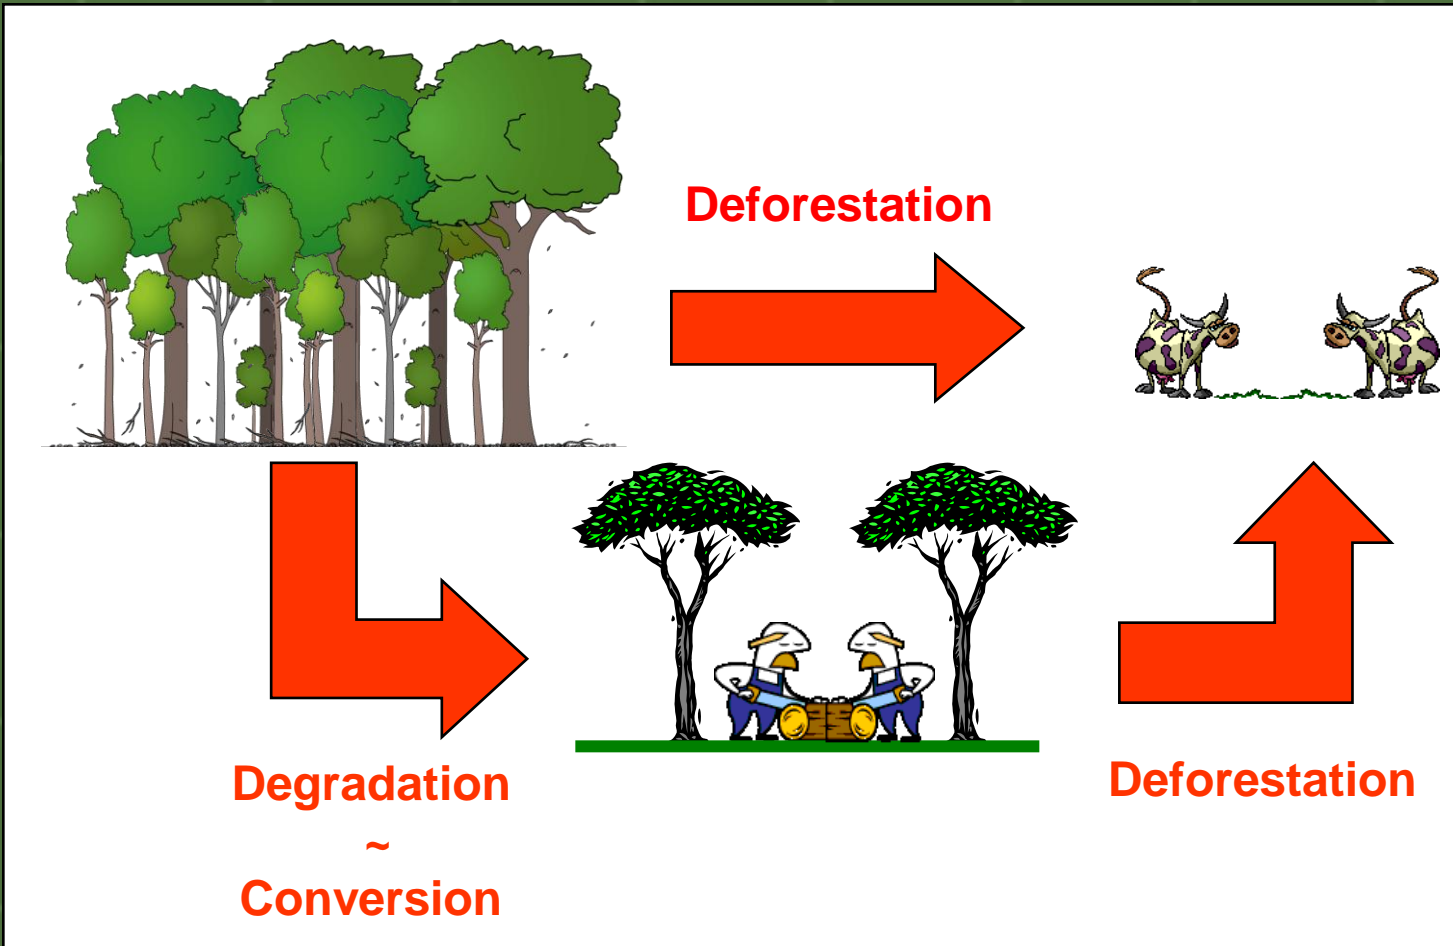 Deforestation
Degradation
~
Conversion
Deforestation